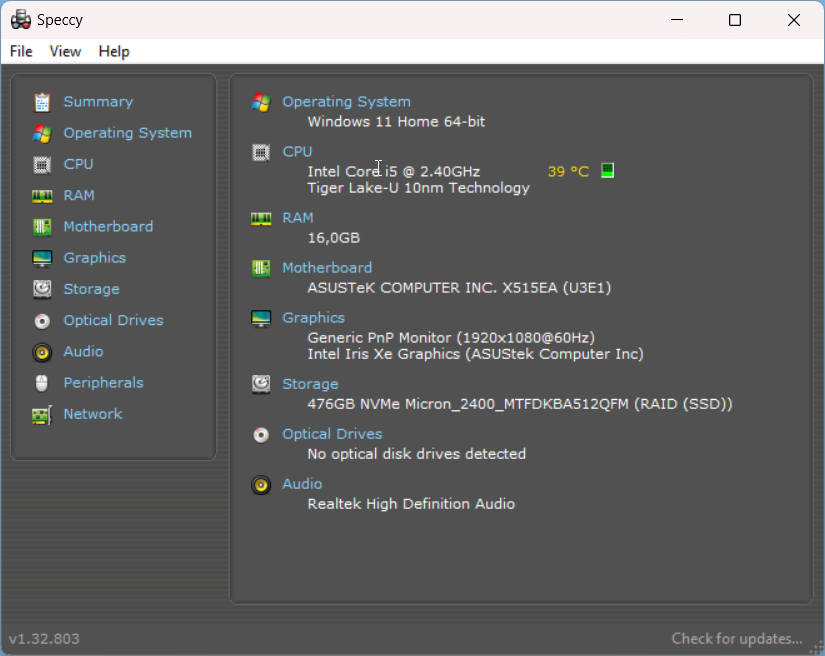 Speccy
File View Help
Summary
Operating System
CPU
RAM
Motherboard
Graphics
Storage
Optical Drives
Audio
Peripherals
Network
Operating System
Windows 11 Home 64-bit
CPU
Intel Core i5 @ 2.40GHz 39 °C
Tiger Lake-U 10nm Technology
RAM
16,0GB
Motherboard
ASUSTeK COMPUTER INC. X515EA (U3E1)
Graphics
Generic PnP Monitor (1920x1080@60Hz)
Intel Iris Xe Graphics (ASUStek Computer Inc)
Storage
476GB NVMe Micron_2400_MTFDKBA512QFM (RAID (SSD))
Optical Drives
No optical disk drives detected
Audio
Realtek High Definition Audio
v1.32.803 Check for updates...